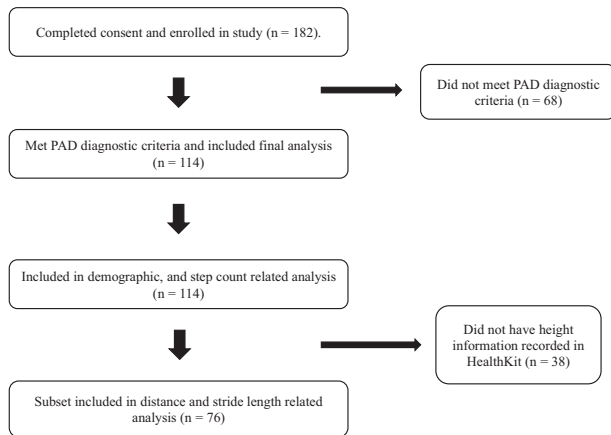 Completed consent and enrolled in study (n = 182).
Did not meet PAD diagnostic
criteria (n = 68)
Met PAD diagnostic criteria and included final analysis
(n = 114)
Included in demographic, and step count related analysis
(n = 114)
Did not have height
information recorded in
HealthKit (n = 38)
Subset included in distance and stride length related
analysis (n = 76)